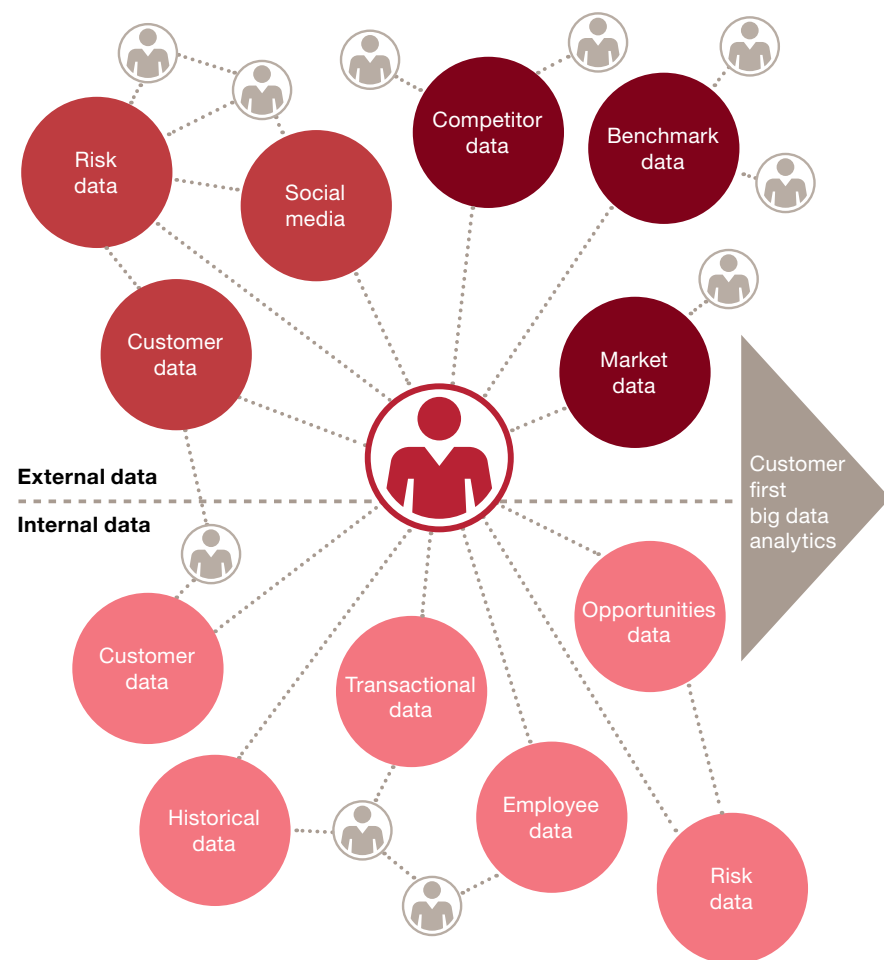 Competitor
data
Benchmark
data
Risk
data
Social
media
Customer
data
Market
data
External data
Internal data
Customer
first
big data
analytics
Opportunities
data
Customer
data
Transactional
data
Historical
data
Employee
data
Risk
data